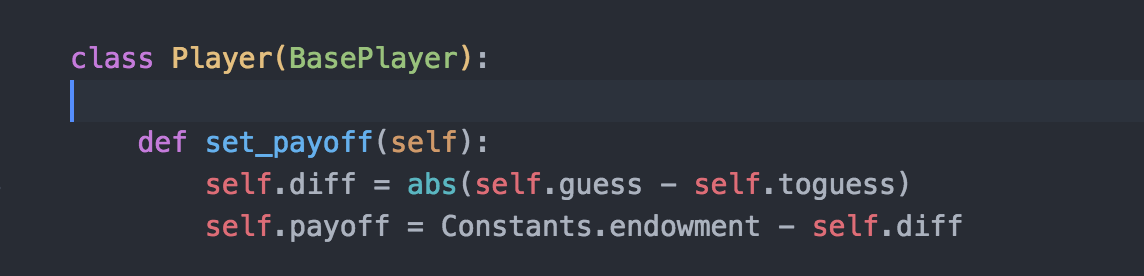 class Player(BasePlayer):
    def set_payoff(self):
        self.diff = abs(self.guess - self.toguess)
        self.payoff = Constants.endowment - self.diff